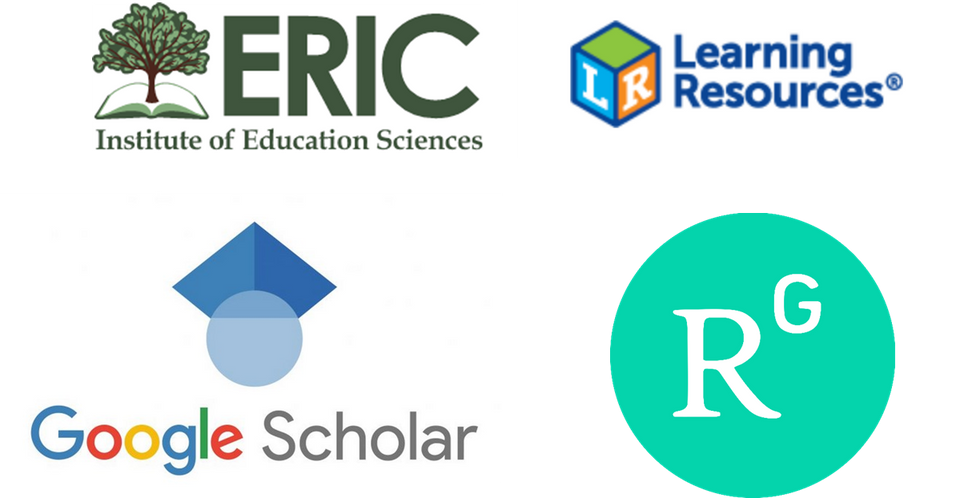 ERIC
Institute of Education Sciences
LR
Learning
Resources®
Google Scholar
RG